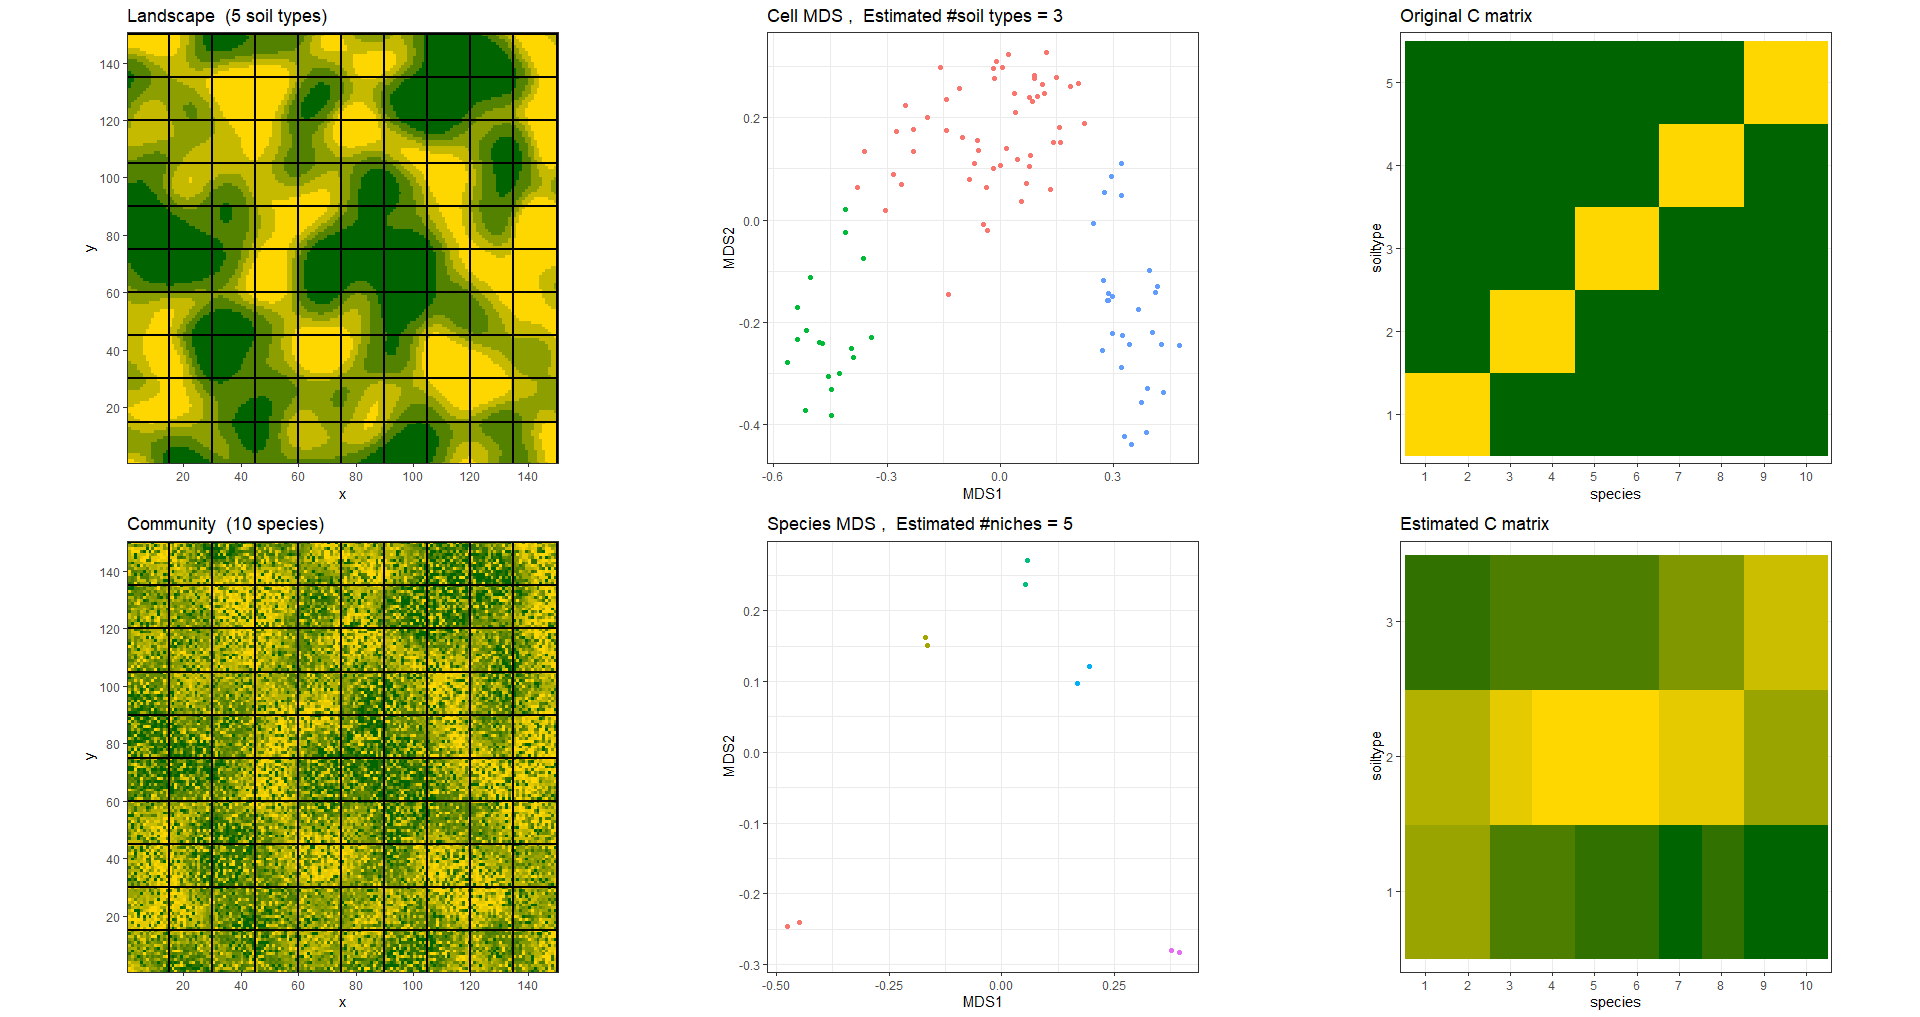 Landscape  (5 soil types)
140
120
100
80
60
40
20
y
20 40 60 80 100 120 140
x
Cell MDS ,  Estimated #soil types = 3
0.2
0.0
-0.2
-0.4
MDS2
-0.6 -0.3 0.0 0.3
MDS1
Original C matrix
5
4
3
2
1
soiltype
1 2 3 4 5 6 7 8 9 10
species
Community  (10 species)
140
120
100
80
60
40
20
y
20 40 60 80 100 120 140
x
Species MDS ,  Estimated #niches = 5
0.2
0.1
0.0
-0.1
-0.2
-0.3
MDS2
-0.50 -0.25 0.00 0.25
MDS1
Estimated C matrix
3
2
1
soiltype
1 2 3 4 5 6 7 8 9 10
species